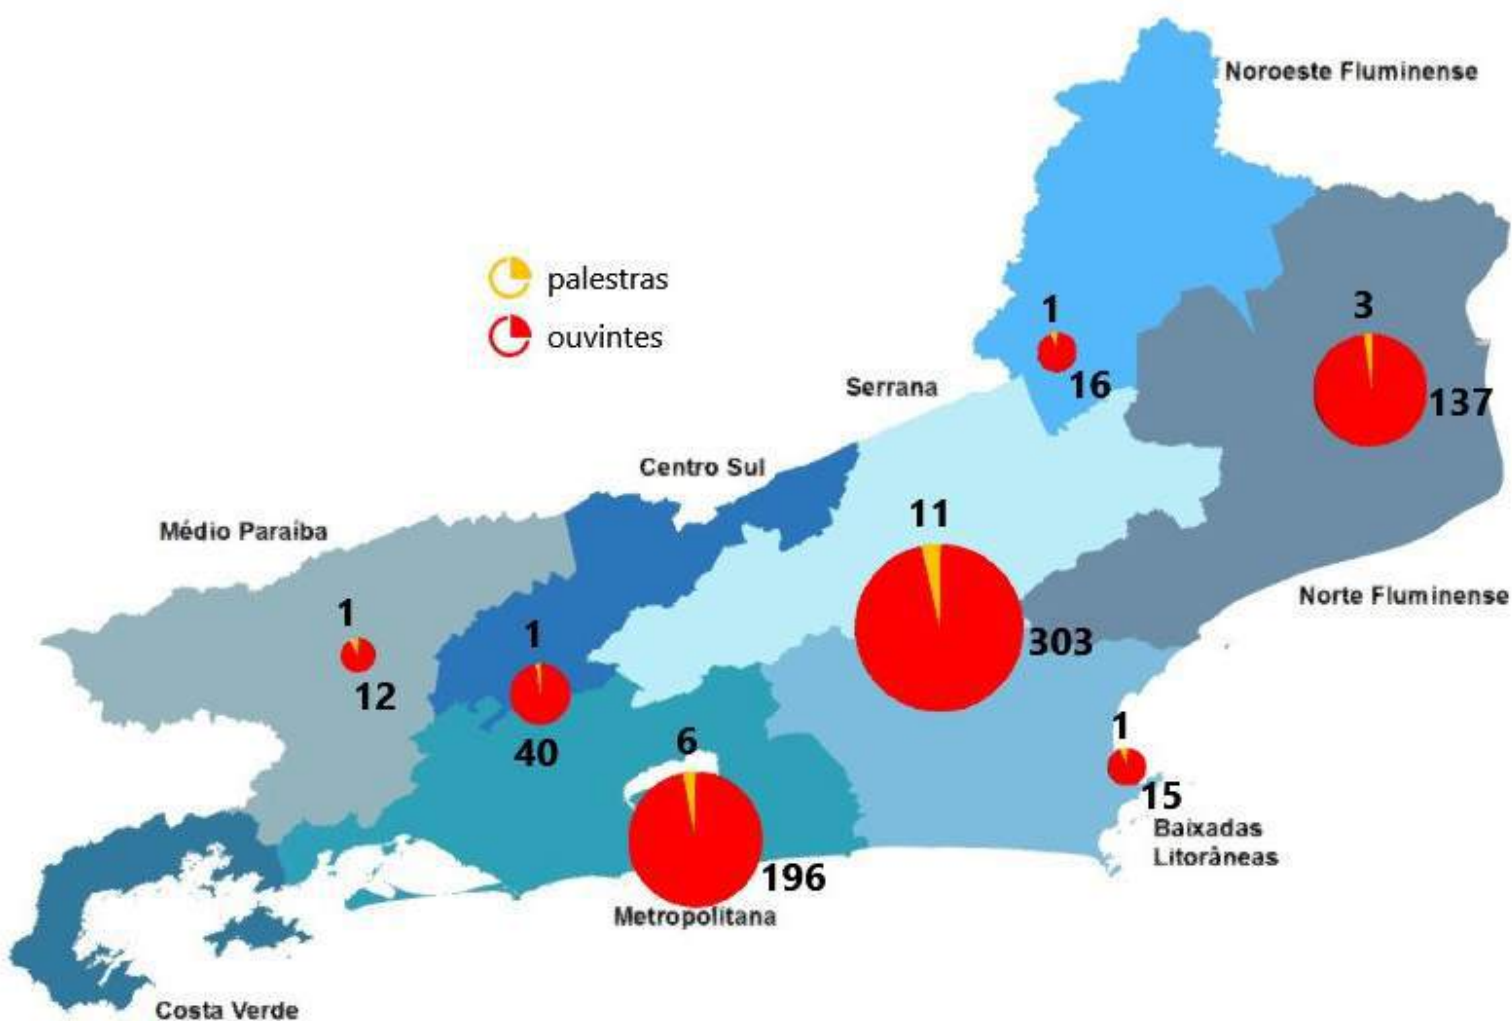 Noroeste Fluminense
palestras
ouvintes
1
16
3
137
Serrana
Centro Sul
Médio Paraíba
11
303
Norte Fluminense
1
12
1
40
6
196
Metropolitana
1
15
Baixadas
Litorâneas
Costa Verde